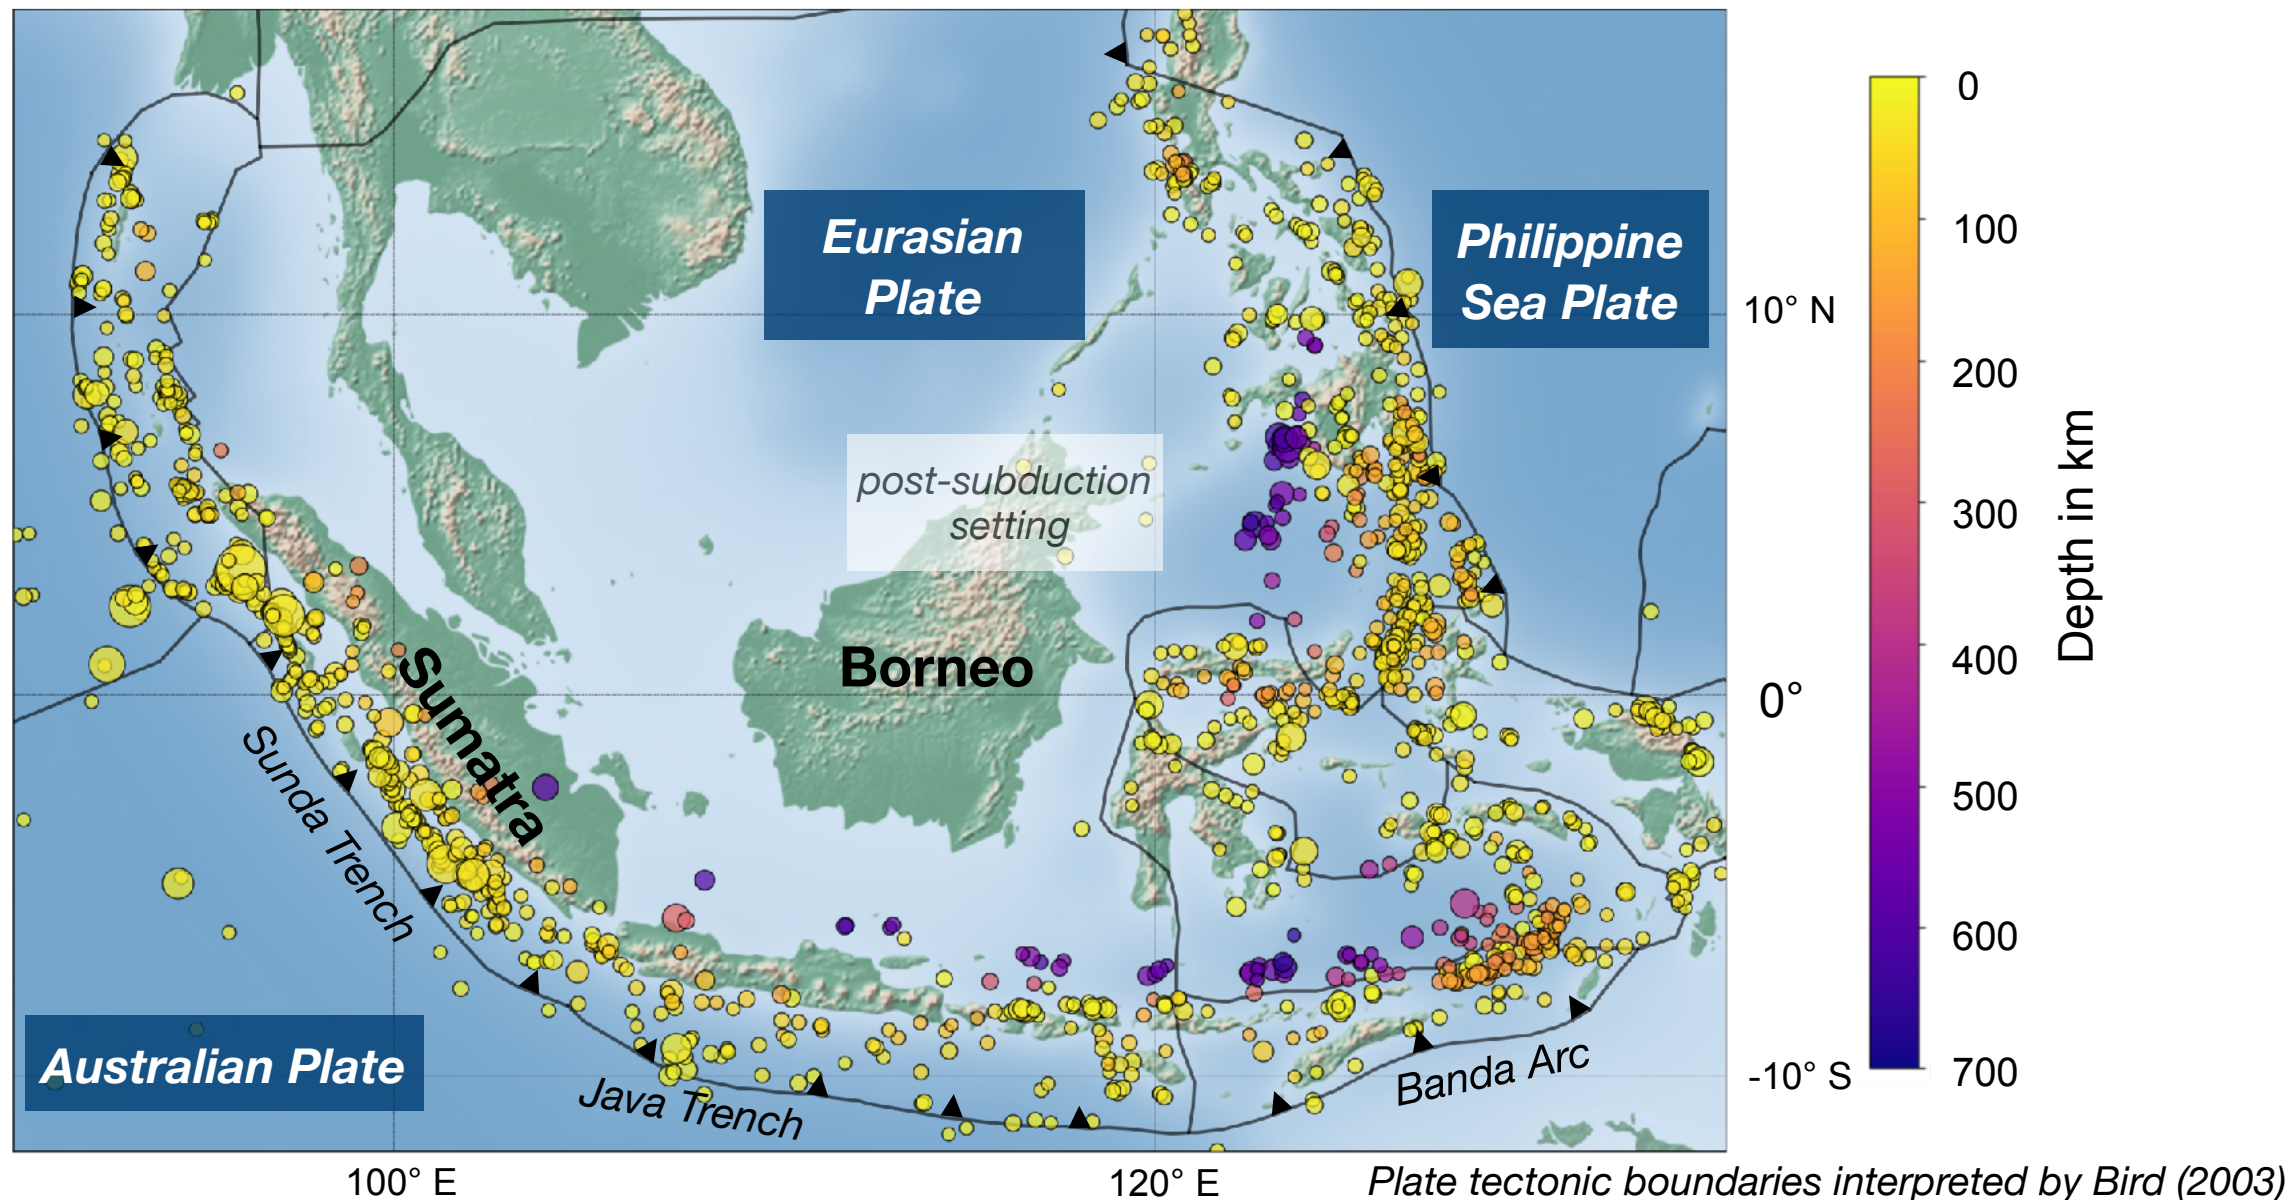 Eurasian
Plate
Philippine
Sea Plate
post-subduction
setting
Borneo
Sumatra
Sunda Trench
Java Trench
Banda Arc
Australian Plate
10° N
0°
-10° S
100° E
120° E
0
100
200
300
400
500
600
700
Depth in km
Plate tectonic boundaries interpreted by Bird (2003)